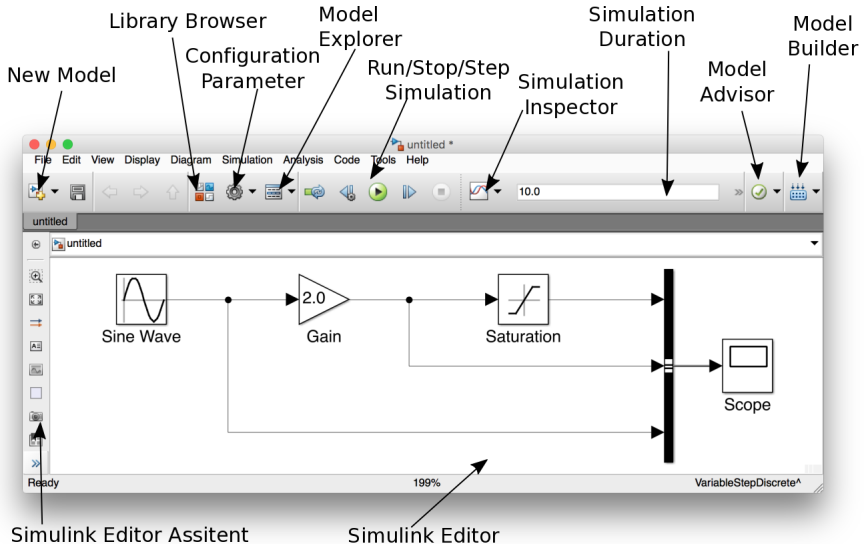 Library Browser
Model
Explorer
Simulation
Duration
Model
Builder
Configuration
Parameter
Run/Stop/Step
Simulation
Model
Advisor
New Model
Simulation
Inspector
untitled *
File Edit View Display Diagram Simulation Analysis Code Tools Help
10.0
untitled
untitled
2.0
Sine Wave
Gain
Saturation
Scope
Ready
199%
VariableStepDiscrete^
Simulink Editor Assitent
Simulink Editor